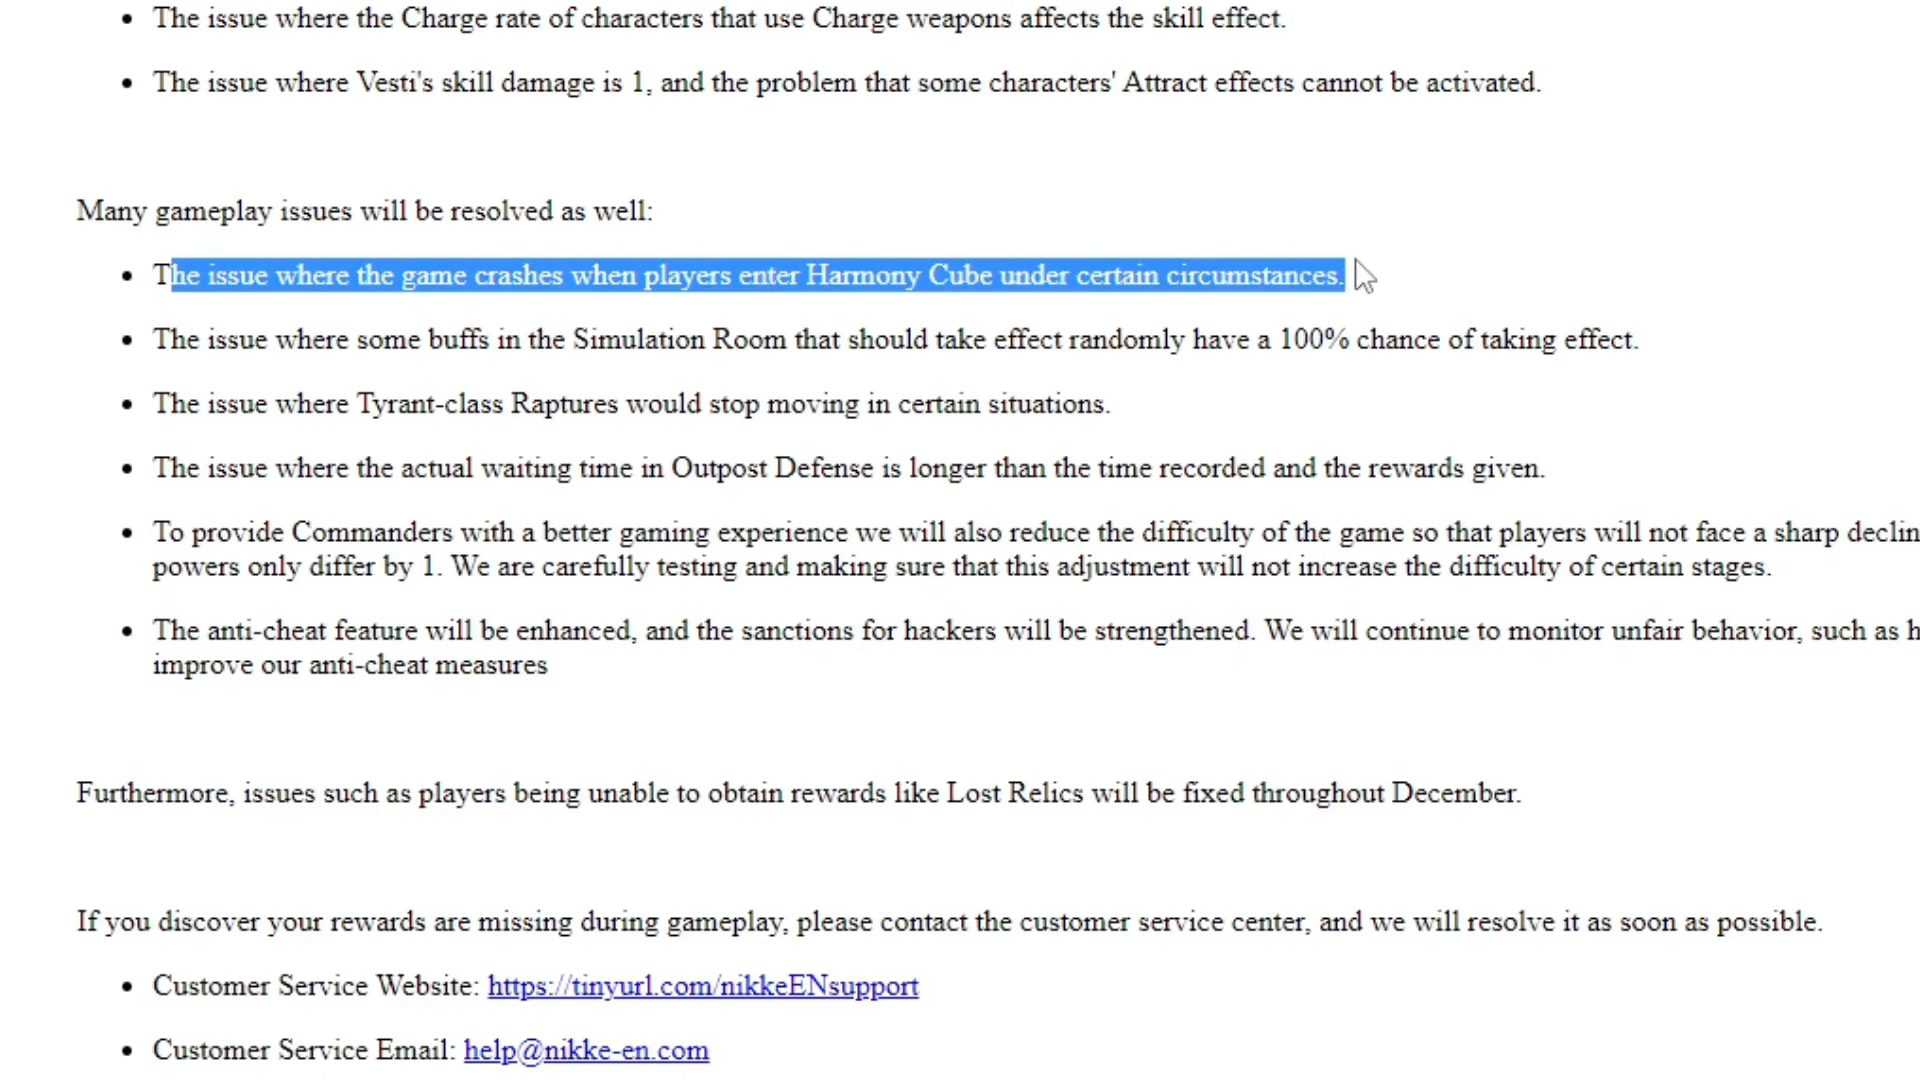 The issue where the Charge rate of characters that use Charge weapons affects the skill effect.
The issue where Vesti's skill damage is 1, and the problem that some characters' Attract effects cannot be activated.
Many gameplay issues will be resolved as well:
The issue where the game crashes when players enter Harmony Cube under certain circumstances.
The issue where some buffs in the Simulation Room that should take effect randomly have a 100% chance of taking effect.
The issue where Tyrant-class Raptures would stop moving in certain situations.
The issue where the actual waiting time in Outpost Defense is longer than the time recorded and the rewards given.
To provide Commanders with a better gaming experience we will also reduce the difficulty of the game so that players will not face a sharp declin
powers only differ by 1. We are carefully testing and making sure that this adjustment will not increase the difficulty of certain stages.
The anti-cheat feature will be enhanced, and the sanctions for hackers will be strengthened. We will continue to monitor unfair behavior, such as h
improve our anti-cheat measures
Furthermore, issues such as players being unable to obtain rewards like Lost Relics will be fixed throughout December.
If you discover your rewards are missing during gameplay, please contact the customer service center, and we will resolve it as soon as possible.
Customer Service Website: https://tinyurl.com/nikkeENsupport
Customer Service Email: help@nikke-en.com